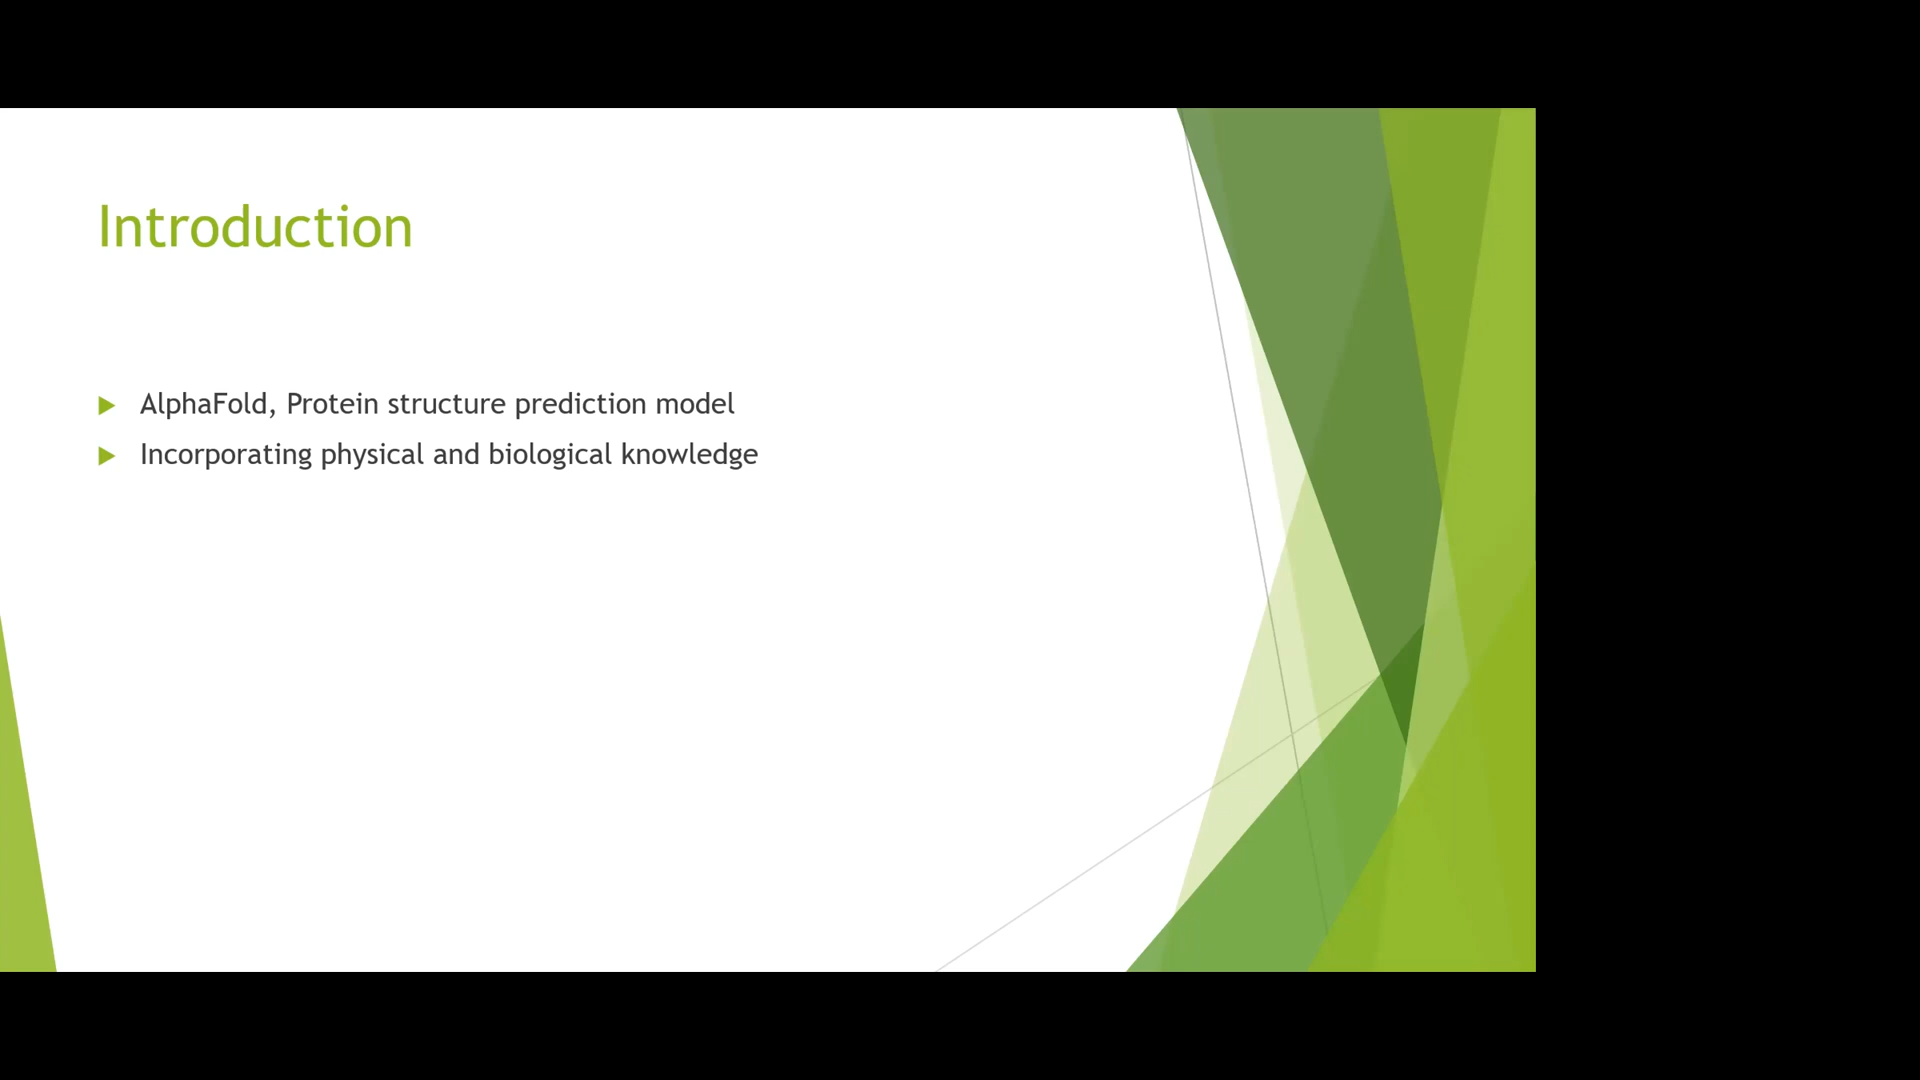 Introduction
AlphaFold, Protein structure prediction model
Incorporating physical and biological knowledge